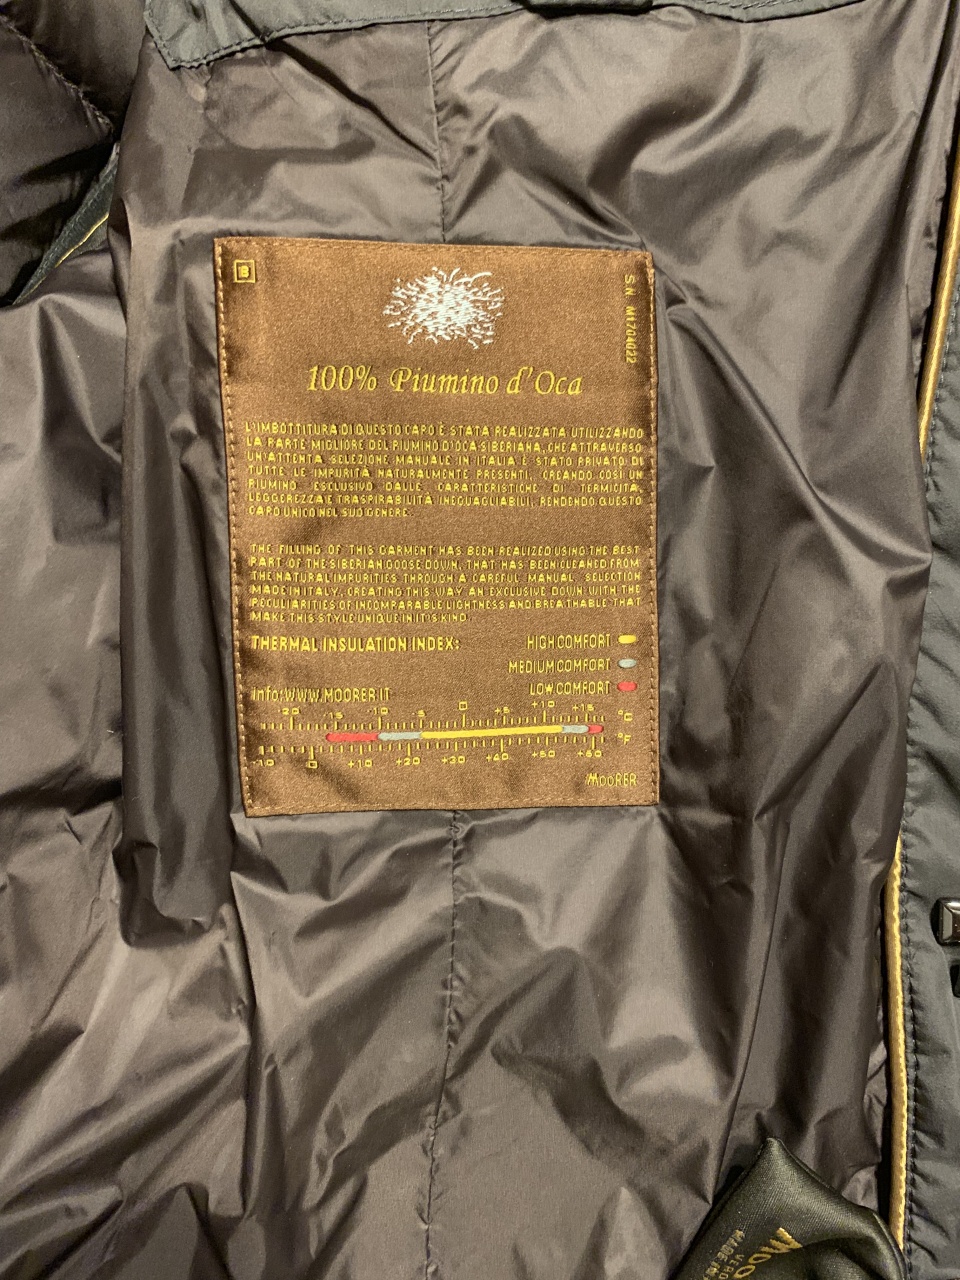 B
S.N. M1704022
100% Piumino d'Oca
L'IMBOTTITURA DI QUESTO CAPO È STATA REALIZZATA UTILIZZANDO
LA PARTE MIGLIORE DEL PIUMINO D'OCA SIBERIANA, CHE ATTRAVERSO
UN'ATTENTA SELEZIONE MANUALE IN ITALIA È STATO PRIVATO DI
TUTTE LE IMPURITÀ NATURALMENTE PRESENTI, CREANDO COSÌ UN
PIUMINO ESCLUSIVO DALLE CARATTERISTICHE DI TERMICITÀ,
LEGGEREZZA E TRASPIRABILITÀ INEGUAGLIABILI, RENDENDO QUESTO
CAPO UNICO NEL SUO GENERE.
THE FILLING OF THIS GARMENT HAS BEEN REALIZED USING THE BEST
PART OF THE SIBERIAN GOOSE DOWN, THAT HAS BEEN CLEANED FROM
THE NATURAL IMPURITIES THROUGH A CAREFUL MANUAL SELECTION
MADE IN ITALY, CREATING THIS WAY AN EXCLUSIVE DOWN WITH THE
PECULIARITIES OF INCOMPARABLE LIGHTNESS AND BREATHABLE THAT
MAKE THIS STYLE UNIQUE IN IT'S KIND.
THERMAL INSULATION INDEX:
HIGH COMFORT
MEDIUM COMFORT
LOW COMFORT
info: WWW.MOORER.IT
-20 -15 -10 -5 0 +5 +10 +15 °C
-10 0 +10 +20 +30 +40 +50 +60 °F
MOORER
MOO
VERO
MADE IN